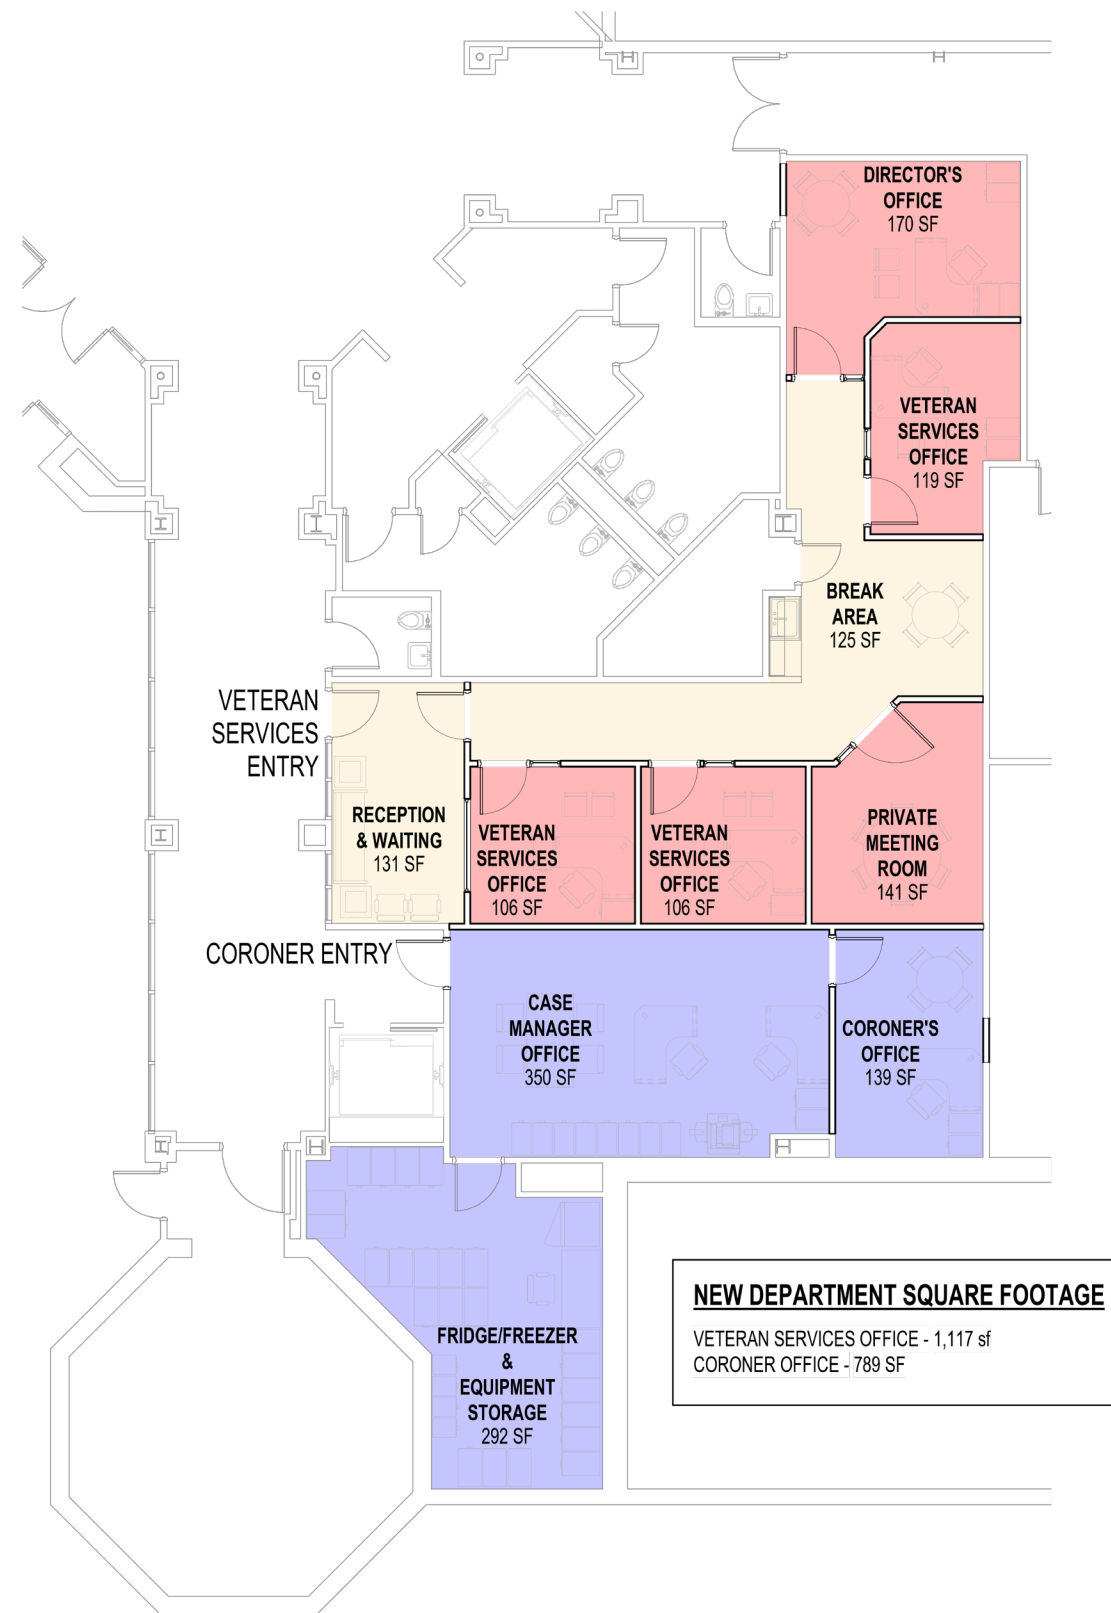 DIRECTOR'S
OFFICE
170 SF
VETERAN
SERVICES
OFFICE
119 SF
BREAK
AREA
125 SF
VETERAN
SERVICES
ENTRY
RECEPTION
& WAITING
131 SF
VETERAN
SERVICES
OFFICE
106 SF
VETERAN
SERVICES
OFFICE
106 SF
PRIVATE
MEETING
ROOM
141 SF
CORONER ENTRY
CASE
MANAGER
OFFICE
350 SF
CORONER'S
OFFICE
139 SF
FRIDGE/FREEZER
&
EQUIPMENT
STORAGE
292 SF
NEW DEPARTMENT SQUARE FOOTAGE
VETERAN SERVICES OFFICE - 1,117 sf
CORONER OFFICE - 789 SF